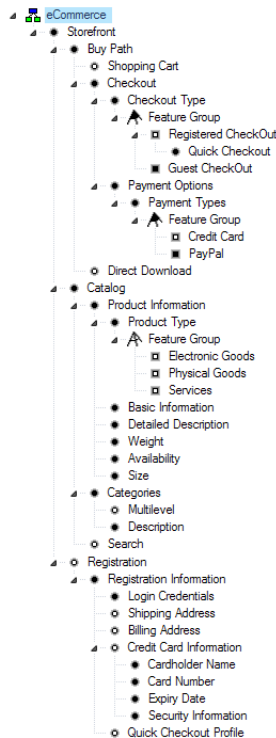 eCommerce
Storefront
Buy Path
Shopping Cart
Checkout
Checkout Type
Feature Group
Registered CheckOut
Quick Checkout
Guest CheckOut
Payment Options
Payment Types
Feature Group
Credit Card
PayPal
Direct Download
Catalog
Product Information
Product Type
Feature Group
Electronic Goods
Physical Goods
Services
Basic Information
Detailed Description
Weight
Availability
Size
Categories
Multilevel
Description
Search
Registration
Registration Information
Login Credentials
Shipping Address
Billing Address
Credit Card Information
Cardholder Name
Card Number
Expiry Date
Security Information
Quick Checkout Profile